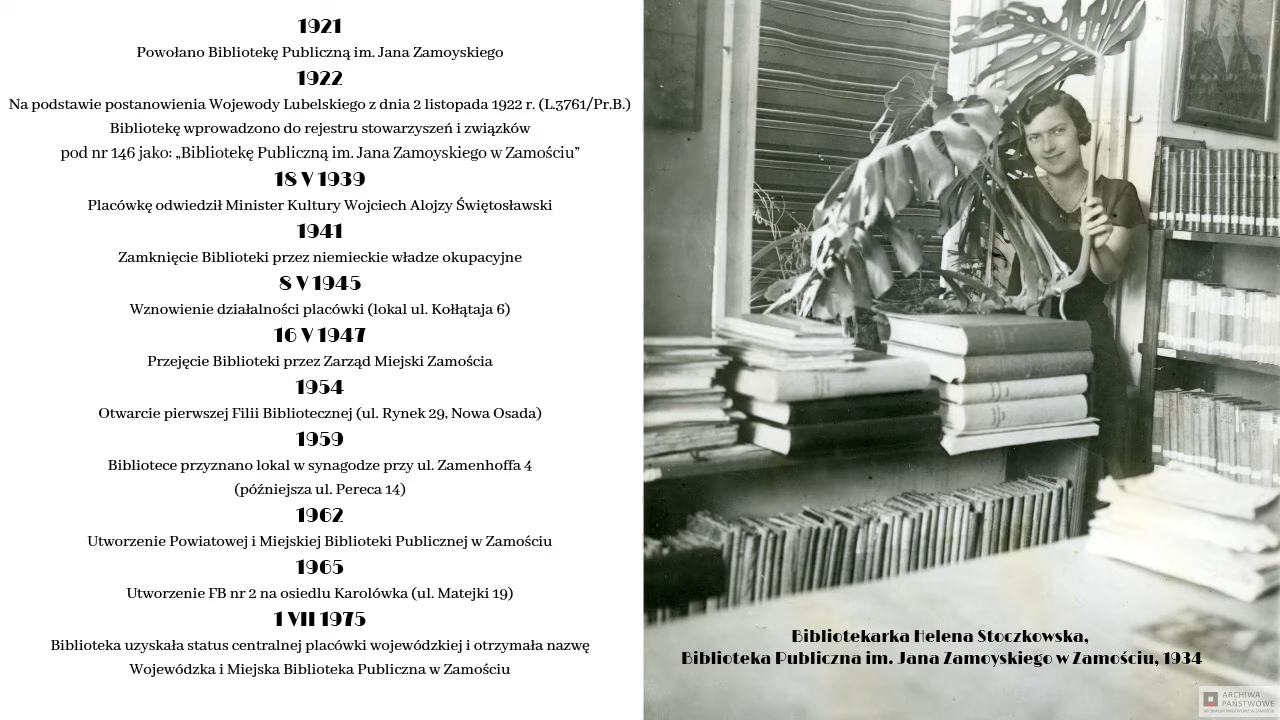 1921
Powołano Bibliotekę Publiczną im. Jana Zamoyskiego
1922
Na podstawie postanowienia Wojewody Lubelskiego z dnia 2 listopada 1922 r. (L.3761/Pr.B.)
Bibliotekę wprowadzono do rejestru stowarzyszeń i związków
pod nr 146 jako: „Bibliotekę Publiczną im. Jana Zamoyskiego w Zamościu”
18 V 1939
Placówkę odwiedził Minister Kultury Wojciech Alojzy Świętosławski
1941
Zamknięcie Biblioteki przez niemieckie władze okupacyjne
8 V 1945
Wznowienie działalności placówki (lokal ul. Kołłątaja 6)
16 V 1947
Przejęcie Biblioteki przez Zarząd Miejski Zamościa
1954
Otwarcie pierwszej Filii Bibliotecznej (ul. Rynek 29, Nowa Osada)
1959
Bibliotece przyznano lokal w synagodze przy ul. Zamenhoffa 4
(późniejsza ul. Pereca 14)
1962
Utworzenie Powiatowej i Miejskiej Biblioteki Publicznej w Zamościu
1965
Utworzenie FB nr 2 na osiedlu Karolówka (ul. Matejki 19)
1 VII 1975
Biblioteka uzyskała status centralnej placówki wojewódzkiej i otrzymała nazwę
Wojewódzka i Miejska Biblioteka Publiczna w Zamościu
Bibliotekarka Helena Stoczkowska,
Biblioteka Publiczna im. Jana Zamoyskiego w Zamościu, 1934
ARCHIWA
PAŃSTWOWE